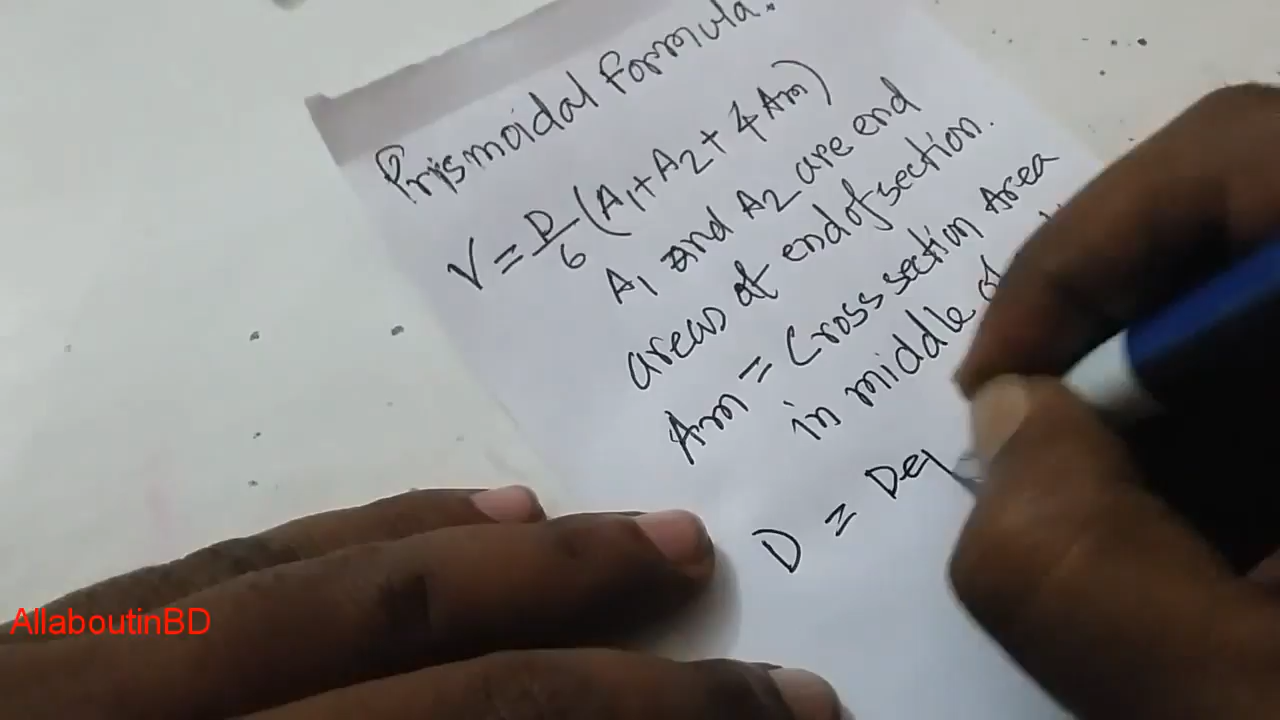 Prismoidal Formula.
V = D/6 (A1 + A2 + 4Am)
A1 and A2 are end
areas of end of section.
Am = Cross section Area
in middle of
D =
AllaboutinBD